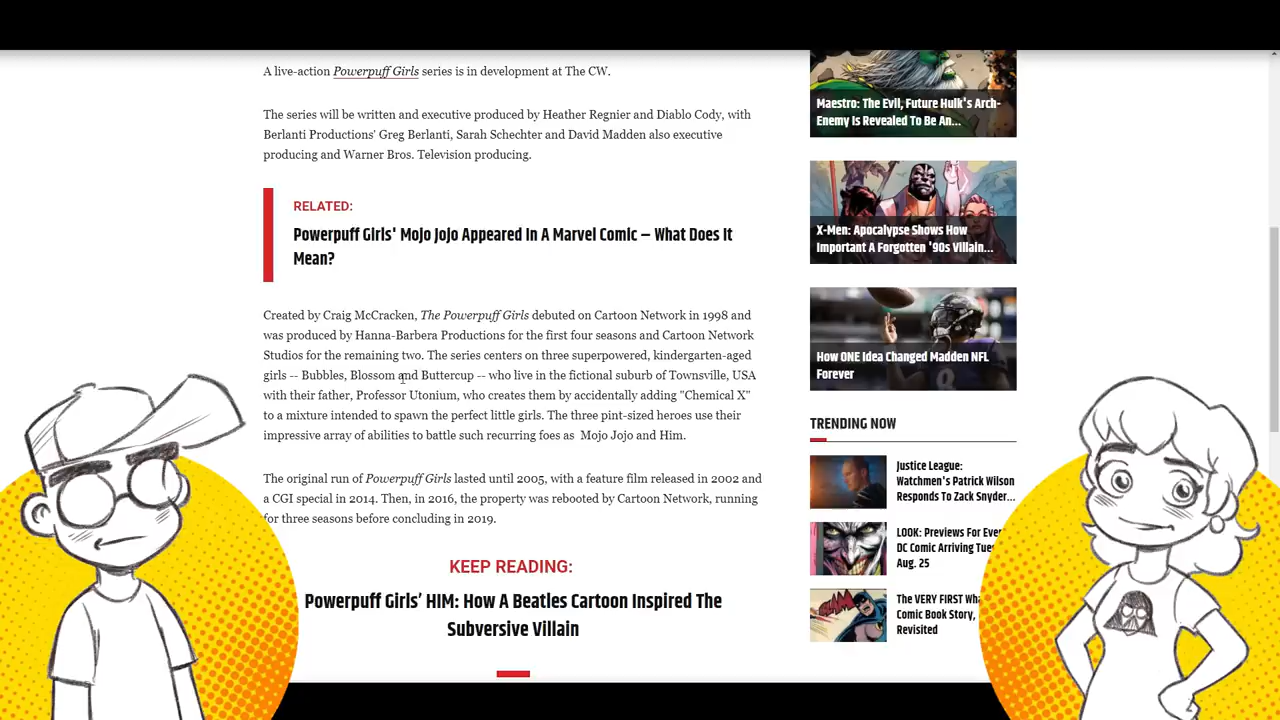 A live-action Powerpuff Girls series is in development at The CW.
The series will be written and executive produced by Heather Regnier and Diablo Cody, with
Berlanti Productions' Greg Berlanti, Sarah Schechter and David Madden also executive
producing and Warner Bros. Television producing.
RELATED:
Powerpuff Girls' Mojo Jojo Appeared In A Marvel Comic – What Does It
Mean?
Created by Craig McCracken, The Powerpuff Girls debuted on Cartoon Network in 1998 and
was produced by Hanna-Barbera Productions for the first four seasons and Cartoon Network
Studios for the remaining two. The series centers on three superpowered, kindergarten-aged
girls -- Bubbles, Blossom and Buttercup -- who live in the fictional suburb of Townsville, USA
with their father, Professor Utonium, who creates them by accidentally adding "Chemical X"
to a mixture intended to spawn the perfect little girls. The three pint-sized heroes use their
impressive array of abilities to battle such recurring foes as Mojo Jojo and Him.
The original run of Powerpuff Girls lasted until 2005, with a feature film released in 2002 and
a CGI special in 2014. Then, in 2016, the property was rebooted by Cartoon Network, running
for three seasons before concluding in 2019.
KEEP READING:
Powerpuff Girls' HIM: How A Beatles Cartoon Inspired The
Subversive Villain
Maestro: The Evil, Future Hulk's Arch-
Enemy Is Revealed To Be An...
X-Men: Apocalypse Shows How
Important A Forgotten '90s Villain...
How ONE Idea Changed Madden NFL
Forever
TRENDING NOW
Justice League:
Watchmen's Patrick Wilson
Responds To Zack Snyder...
LOOK: Previews For Ever
DC Comic Arriving Tue
Aug. 25
SLAM
The VERY FIRST Wha
Comic Book Story,
Revisited